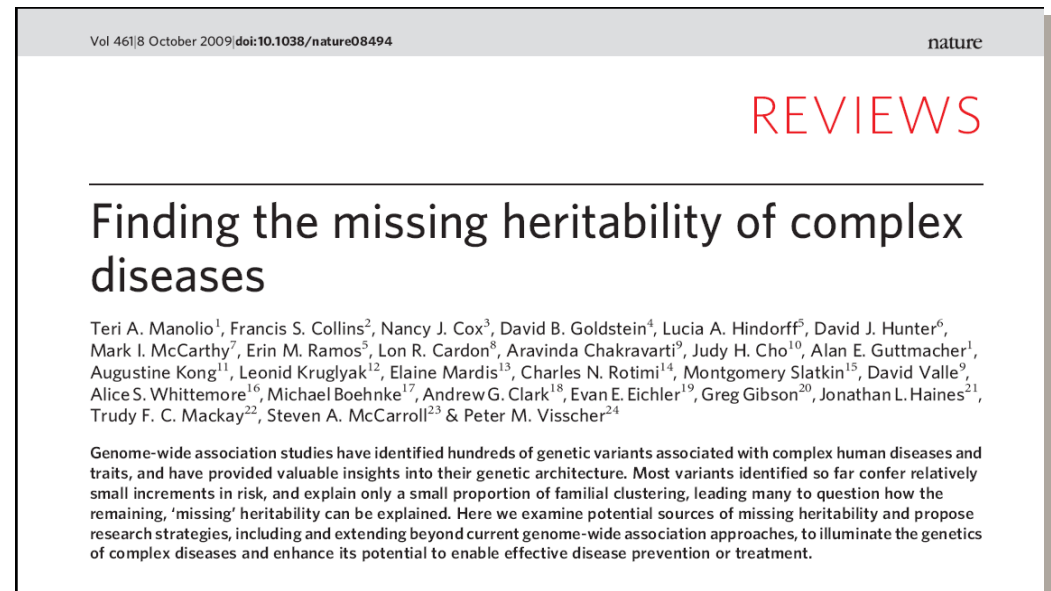 Vol 461|8 October 2009|doi:10.1038/nature08494
nature
REVIEWS
Finding the missing heritability of complex
diseases
Teri A. Manolio1, Francis S. Collins2, Nancy J. Cox3, David B. Goldstein4, Lucia A. Hindorff5, David J. Hunter6,
Mark I. McCarthy7, Erin M. Ramos5, Lon R. Cardon8, Aravinda Chakravarti9, Judy H. Cho10, Alan E. Guttmacher1,
Augustine Kong11, Leonid Kruglyak12, Elaine Mardis13, Charles N. Rotimi14, Montgomery Slatkin15, David Valle9,
Alice S. Whittemore16, Michael Boehnke17, Andrew G. Clark18, Evan E. Eichler19, Greg Gibson20, Jonathan L. Haines21,
Trudy F. C. Mackay22, Steven A. McCarroll23 & Peter M. Visscher24
Genome-wide association studies have identified hundreds of genetic variants associated with complex human diseases and
traits, and have provided valuable insights into their genetic architecture. Most variants identified so far confer relatively
small increments in risk, and explain only a small proportion of familial clustering, leading many to question how the
remaining, ‘missing’ heritability can be explained. Here we examine potential sources of missing heritability and propose
research strategies, including and extending beyond current genome-wide association approaches, to illuminate the genetics
of complex diseases and enhance its potential to enable effective disease prevention or treatment.